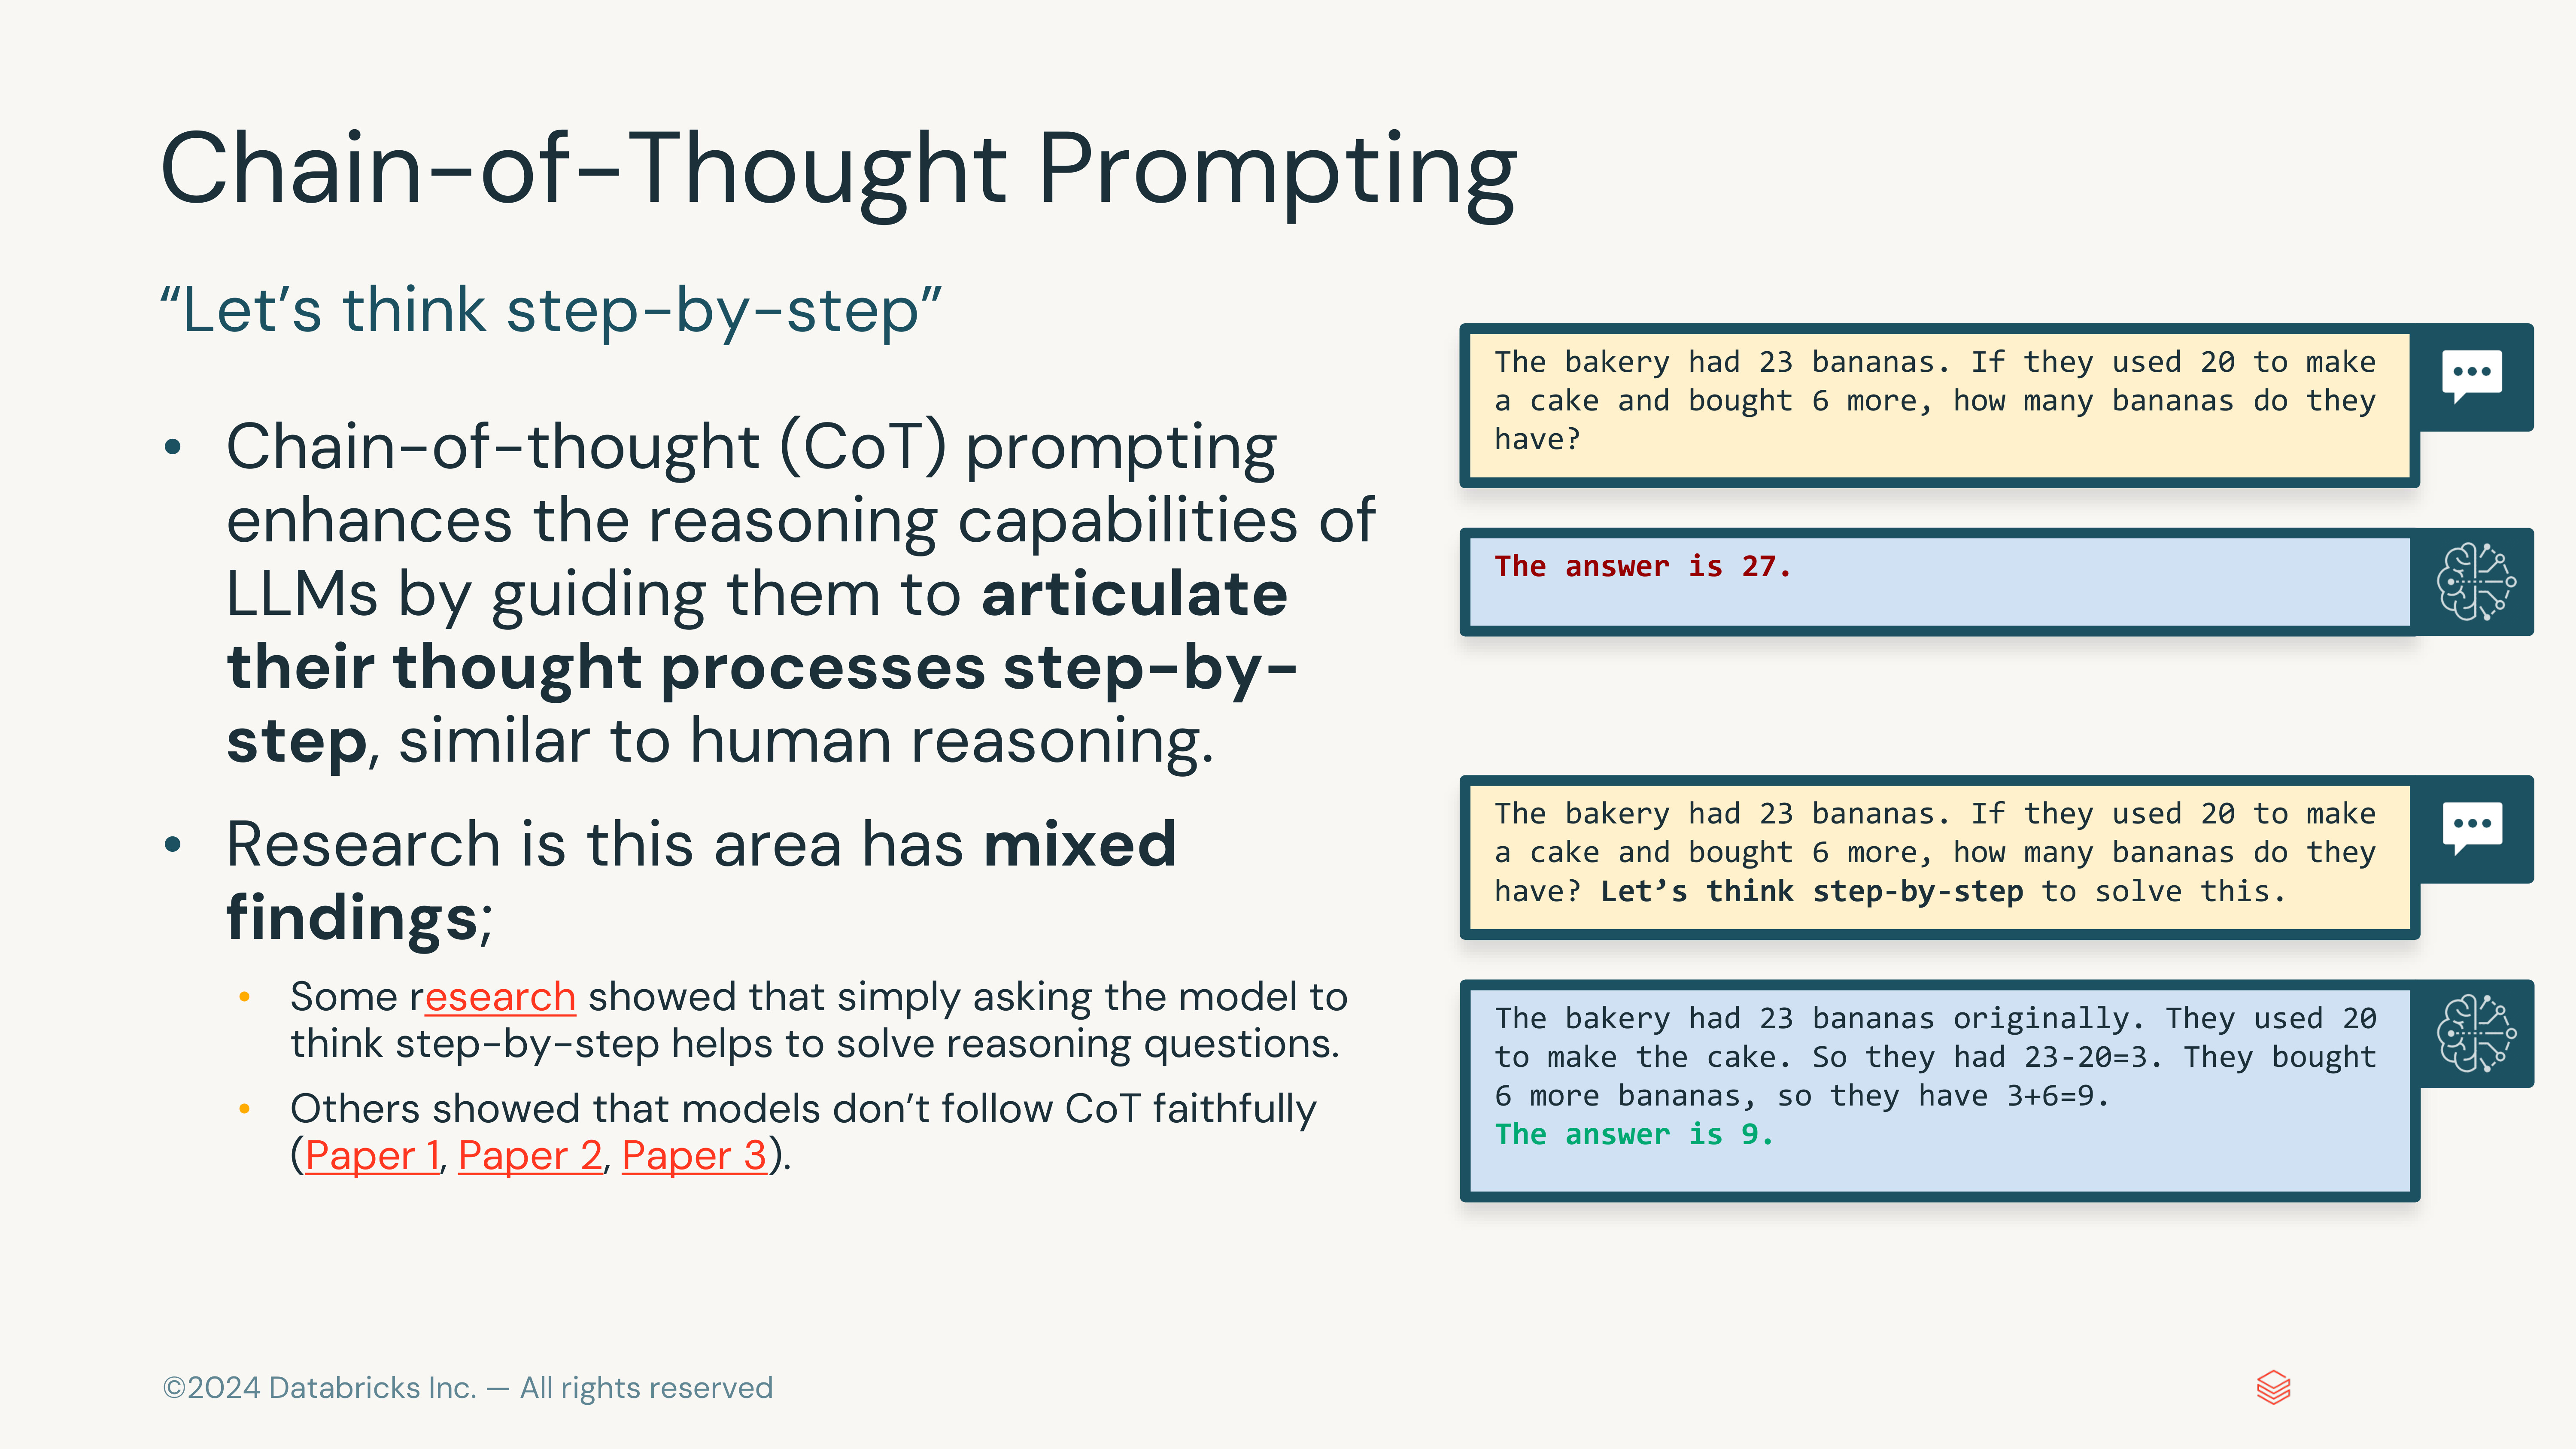 Chain-of-Thought Prompting
“Let’s think step-by-step”
• Chain-of-thought (CoT) prompting
enhances the reasoning capabilities of
LLMs by guiding them to articulate
their thought processes step-by-
step, similar to human reasoning.
• Research is this area has mixed
findings;
• Some research showed that simply asking the model to
think step-by-step helps to solve reasoning questions.
• Others showed that models don’t follow CoT faithfully
(Paper 1, Paper 2, Paper 3).
The bakery had 23 bananas. If they used 20 to make
a cake and bought 6 more, how many bananas do they
have?
The answer is 27.
The bakery had 23 bananas. If they used 20 to make
a cake and bought 6 more, how many bananas do they
have? Let’s think step-by-step to solve this.
The bakery had 23 bananas originally. They used 20
to make the cake. So they had 23-20=3. They bought
6 more bananas, so they have 3+6=9.
The answer is 9.
©2024 Databricks Inc. — All rights reserved